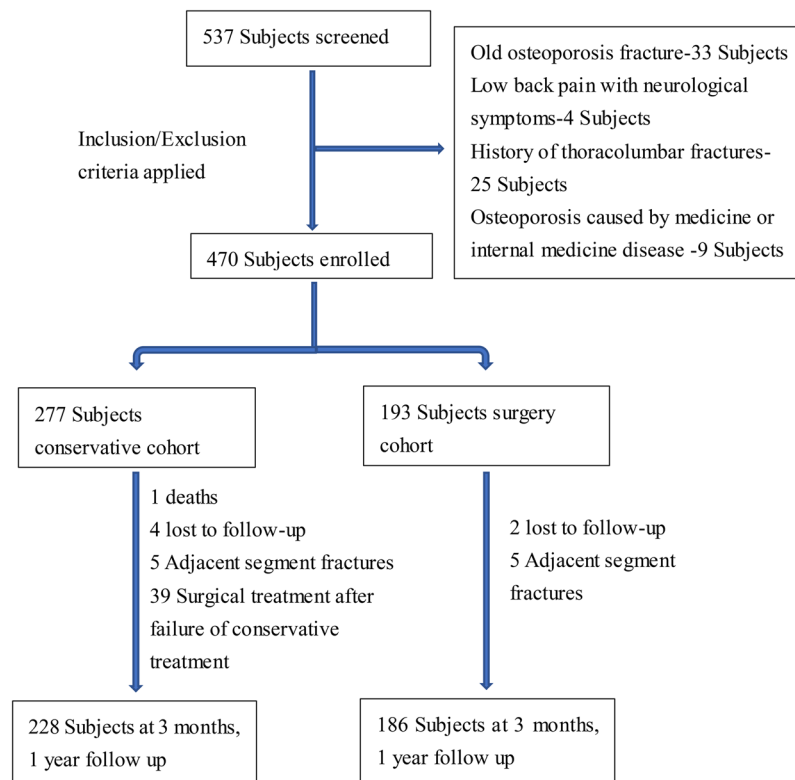 537 Subjects screened
Old osteoporosis fracture-33 Subjects
Low back pain with neurological
symptoms-4 Subjects
History of thoracolumbar fractures-
25 Subjects
Osteoporosis caused by medicine or
internal medicine disease -9 Subjects
Inclusion/Exclusion
criteria applied
470 Subjects enrolled
277 Subjects
conservative cohort
193 Subjects surgery
cohort
1 deaths
4 lost to follow-up
5 Adjacent segment fractures
39 Surgical treatment after
failure of conservative
treatment
2 lost to follow-up
5 Adjacent segment
fractures
228 Subjects at 3 months,
1 year follow up
186 Subjects at 3 months,
1 year follow up